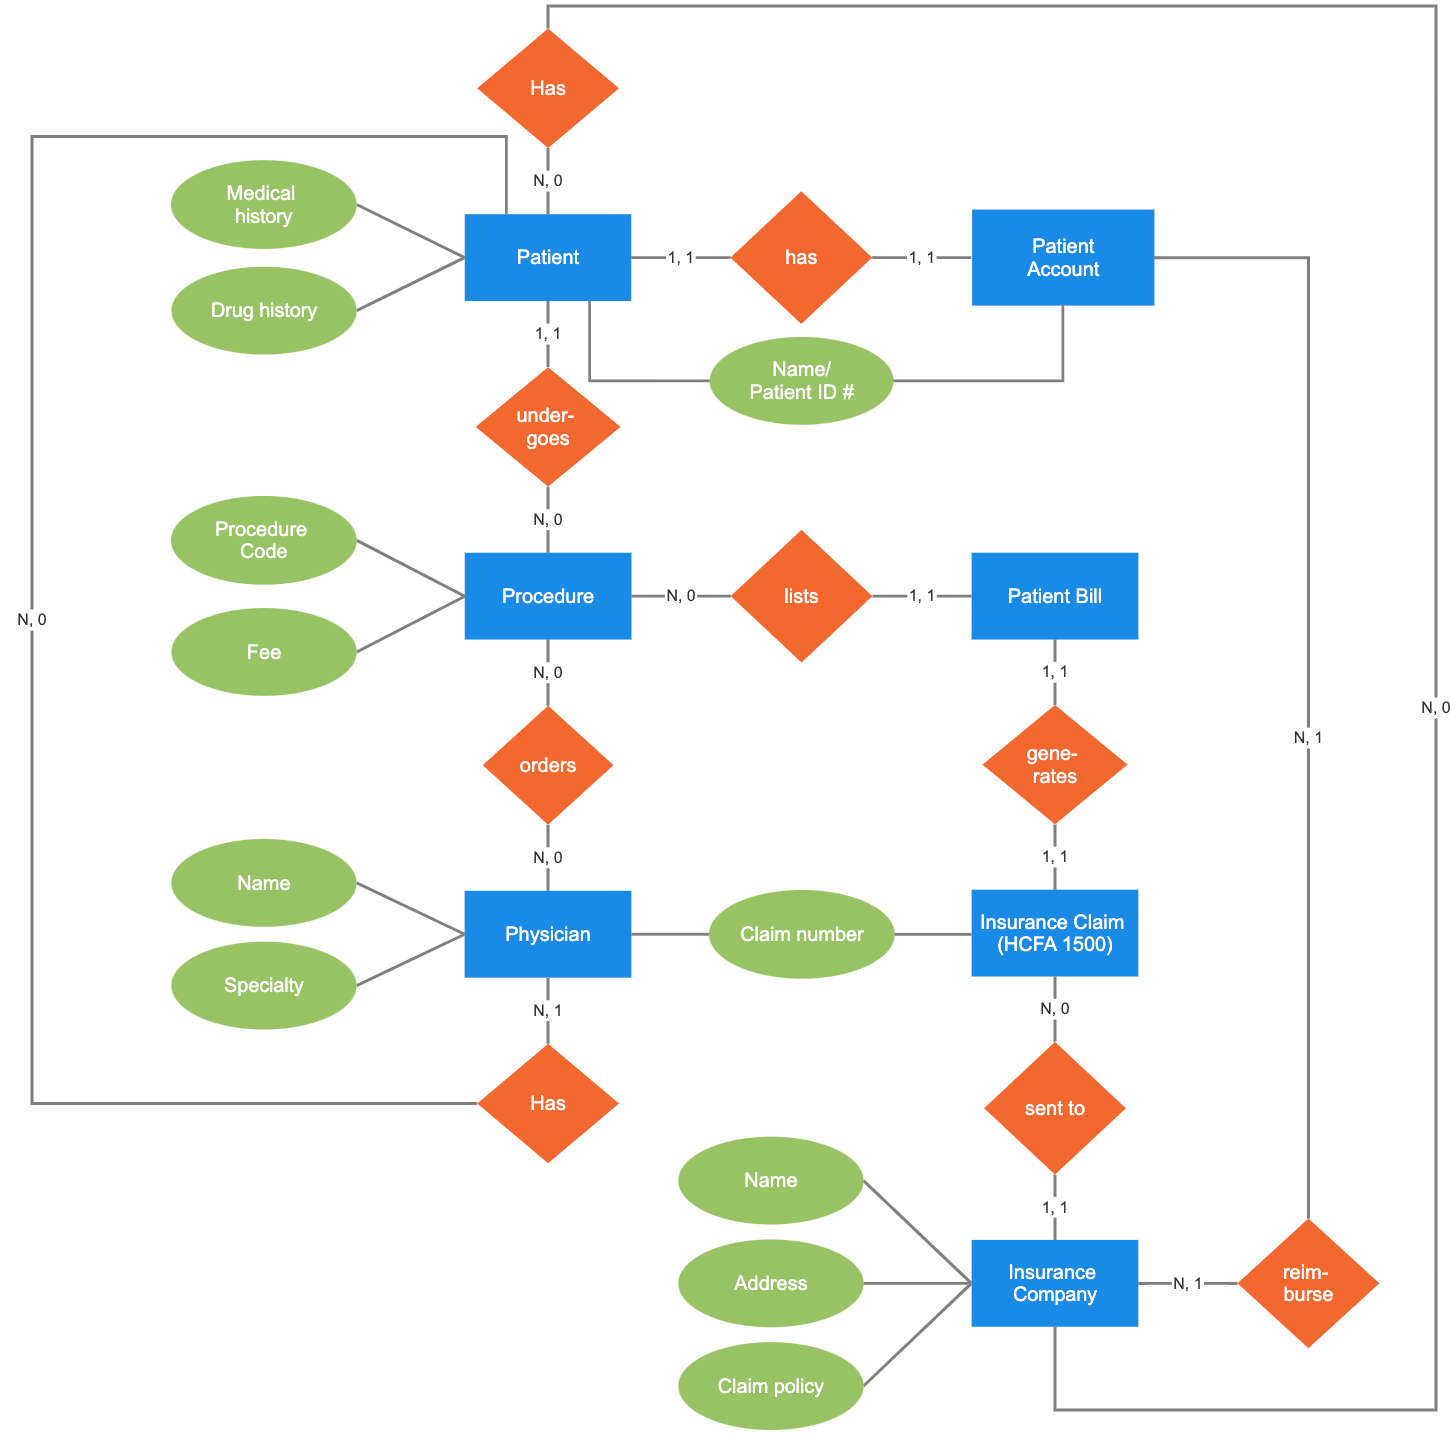 Has
N, 0
Medical
history
Patient
1, 1
has
1, 1
Patient
Account
Drug history
1, 1
Name/
Patient ID #
under-
goes
N, 0
Procedure
Code
Procedure
N, 0
lists
1, 1
Patient Bill
N, 0
Fee
N, 0
1, 1
N, 0
N, 1
orders
gene-
rates
N, 0
1, 1
Name
Physician
Claim number
Insurance Claim
(HCFA 1500)
Specialty
N, 1
N, 0
Has
sent to
Name
1, 1
Address
Insurance
Company
N, 1
reim-
burse
Claim policy